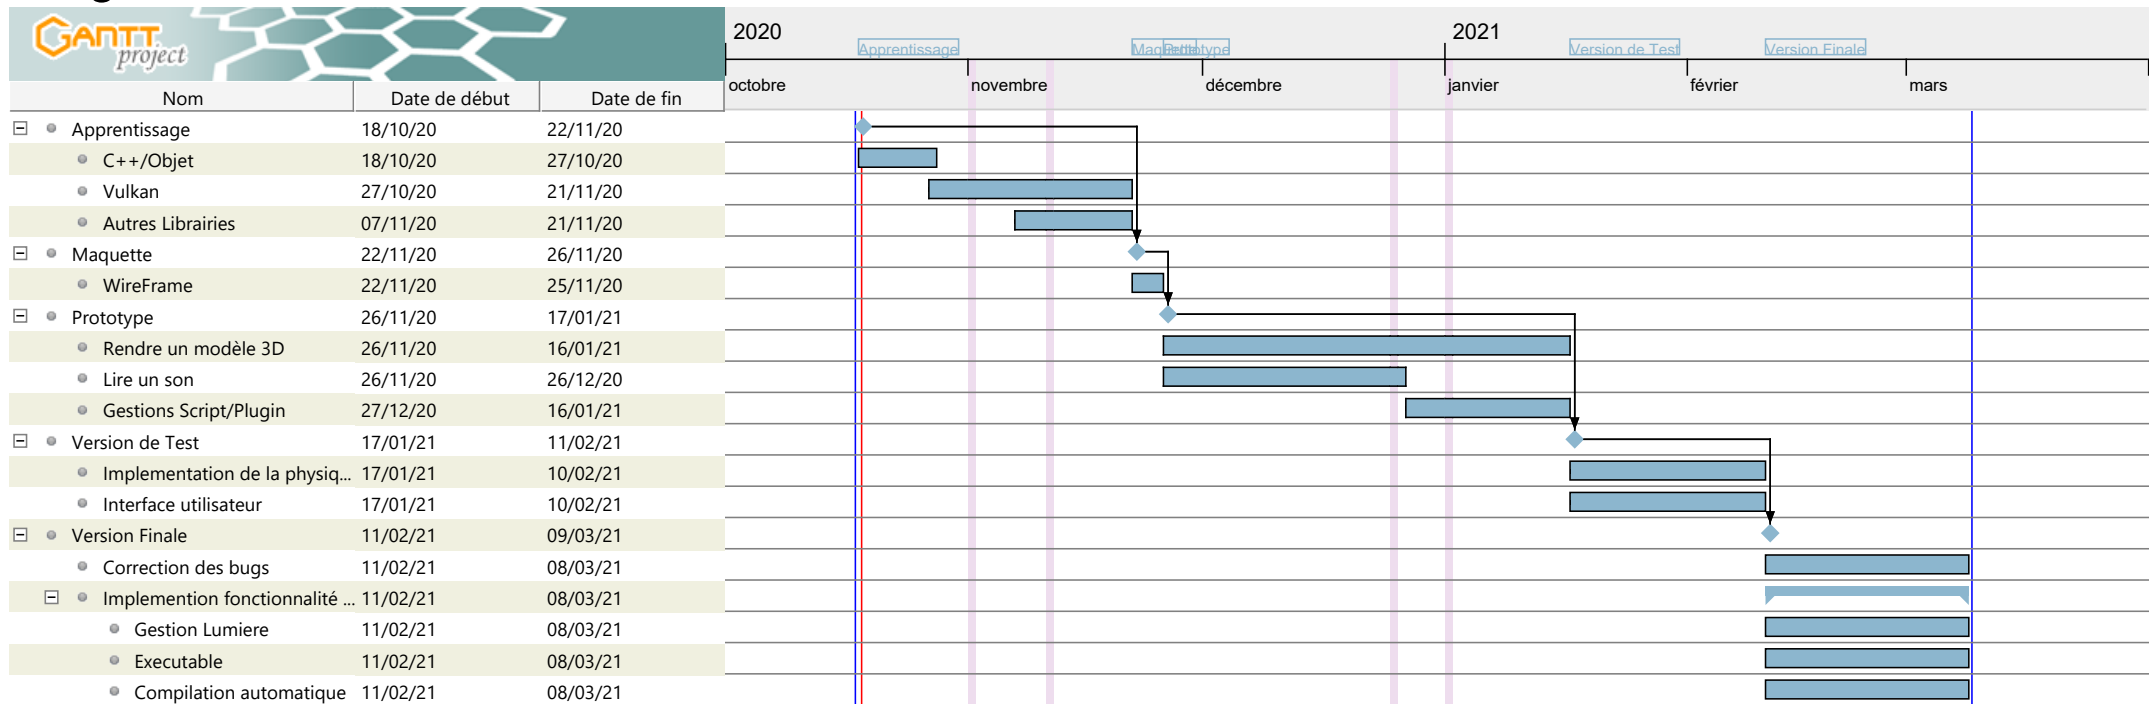 GANTT
project
2020
2021
Apprentissage
Maquette
Prototype
Version de Test
Version Finale
octobre
novembre
décembre
janvier
février
mars
Nom Date de début Date de fin
Apprentissage 18/10/20 22/11/20
C++/Objet 18/10/20 27/10/20
Vulkan 27/10/20 21/11/20
Autres Librairies 07/11/20 21/11/20
Maquette 22/11/20 26/11/20
WireFrame 22/11/20 25/11/20
Prototype 26/11/20 17/01/21
Rendre un modèle 3D 26/11/20 16/01/21
Lire un son 26/11/20 26/12/20
Gestions Script/Plugin 27/12/20 16/01/21
Version de Test 17/01/21 11/02/21
Implementation de la physiq... 17/01/21 10/02/21
Interface utilisateur 17/01/21 10/02/21
Version Finale 11/02/21 09/03/21
Correction des bugs 11/02/21 08/03/21
Implemention fonctionnalité ... 11/02/21 08/03/21
Gestion Lumiere 11/02/21 08/03/21
Executable 11/02/21 08/03/21
Compilation automatique 11/02/21 08/03/21